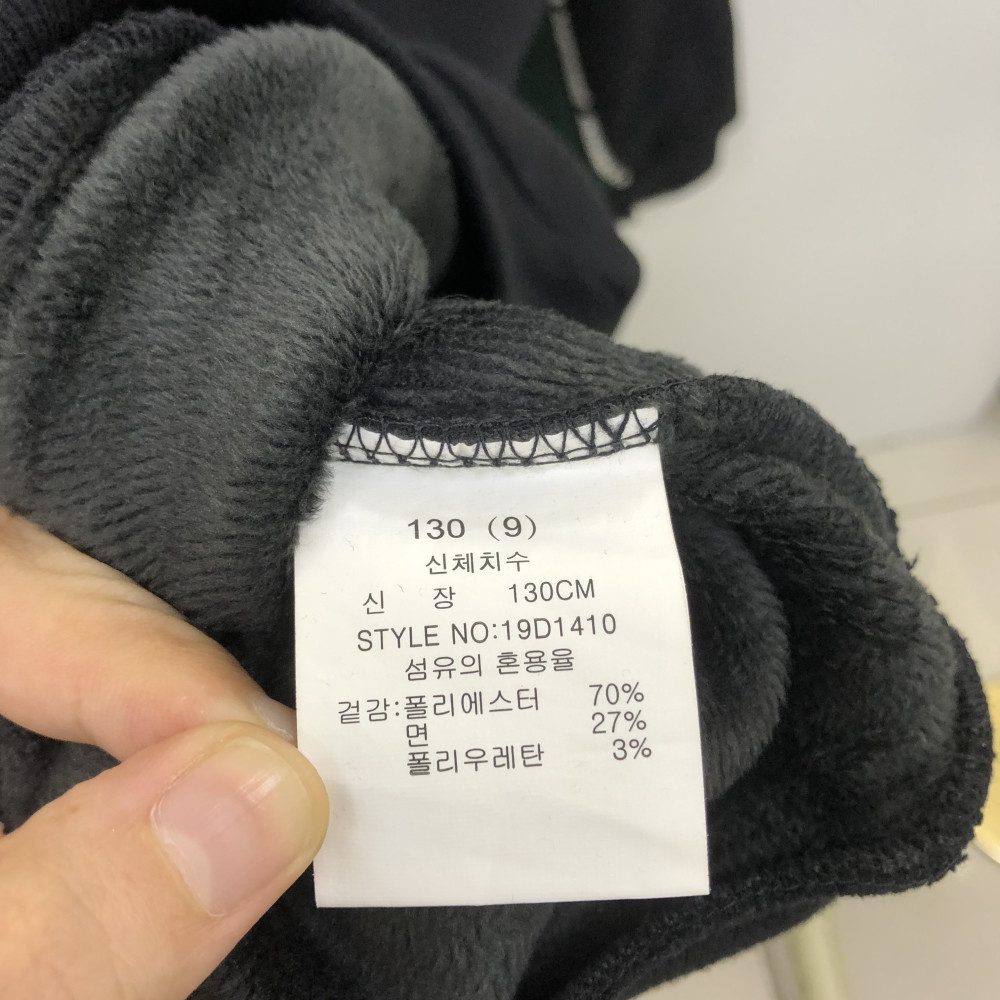 130 (9)
신체치수
신 장 130CM
STYLE NO:19D1410
섬유의 혼용율
겉감:폴리에스터 70%
면 27%
폴리우레탄 3%